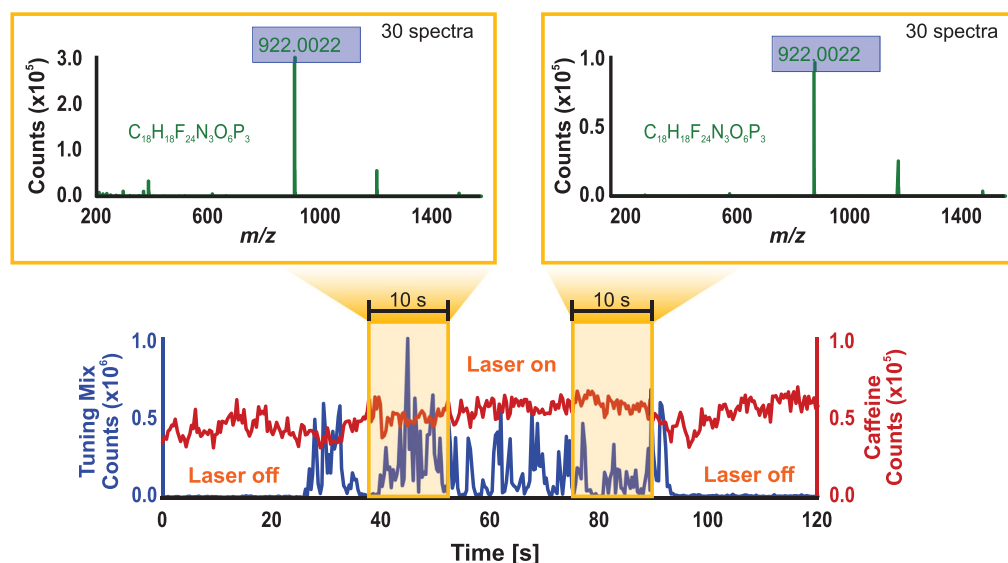 30 spectra
922.0022
3.0
2.0
1.0
0.0
Counts (x10⁵)
C₁₈H₁₈F₂₄N₃O₆P₃
200
600
1000
1400
m/z
30 spectra
922.0022
1.0
0.5
0.0
Counts (x10⁵)
C₁₈H₁₈F₂₄N₃O₆P₃
200
600
1000
1400
m/z
10 s
10 s
1.0
0.5
0.0
Tuning Mix
Counts (x10⁶)
Laser off
Laser on
Laser off
1.0
0.5
0.0
Caffeine
Counts (x10⁵)
0
20
40
60
80
100
120
Time [s]